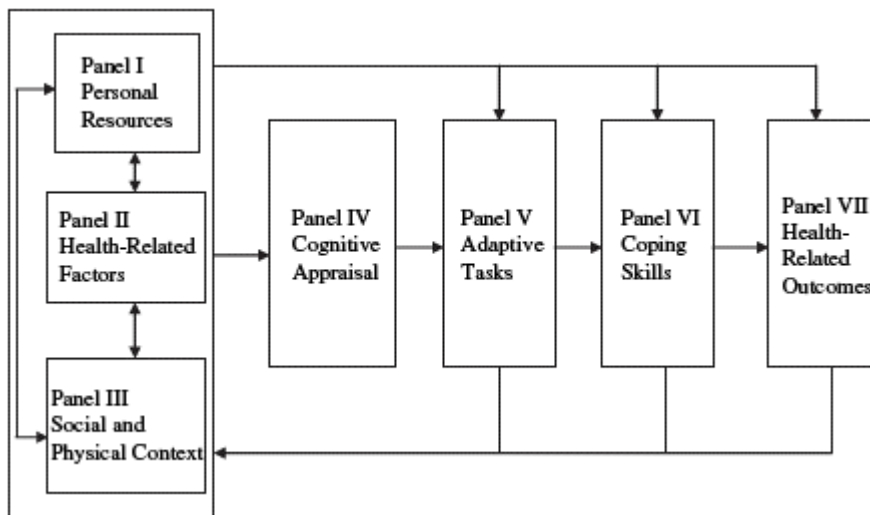 Panel I
Personal
Resources
Panel II
Health-Related
Factors
Panel III
Social and
Physical Context
Panel IV
Cognitive
Appraisal
Panel V
Adaptive
Tasks
Panel VI
Coping
Skills
Panel VII
Health-
Related
Outcomes